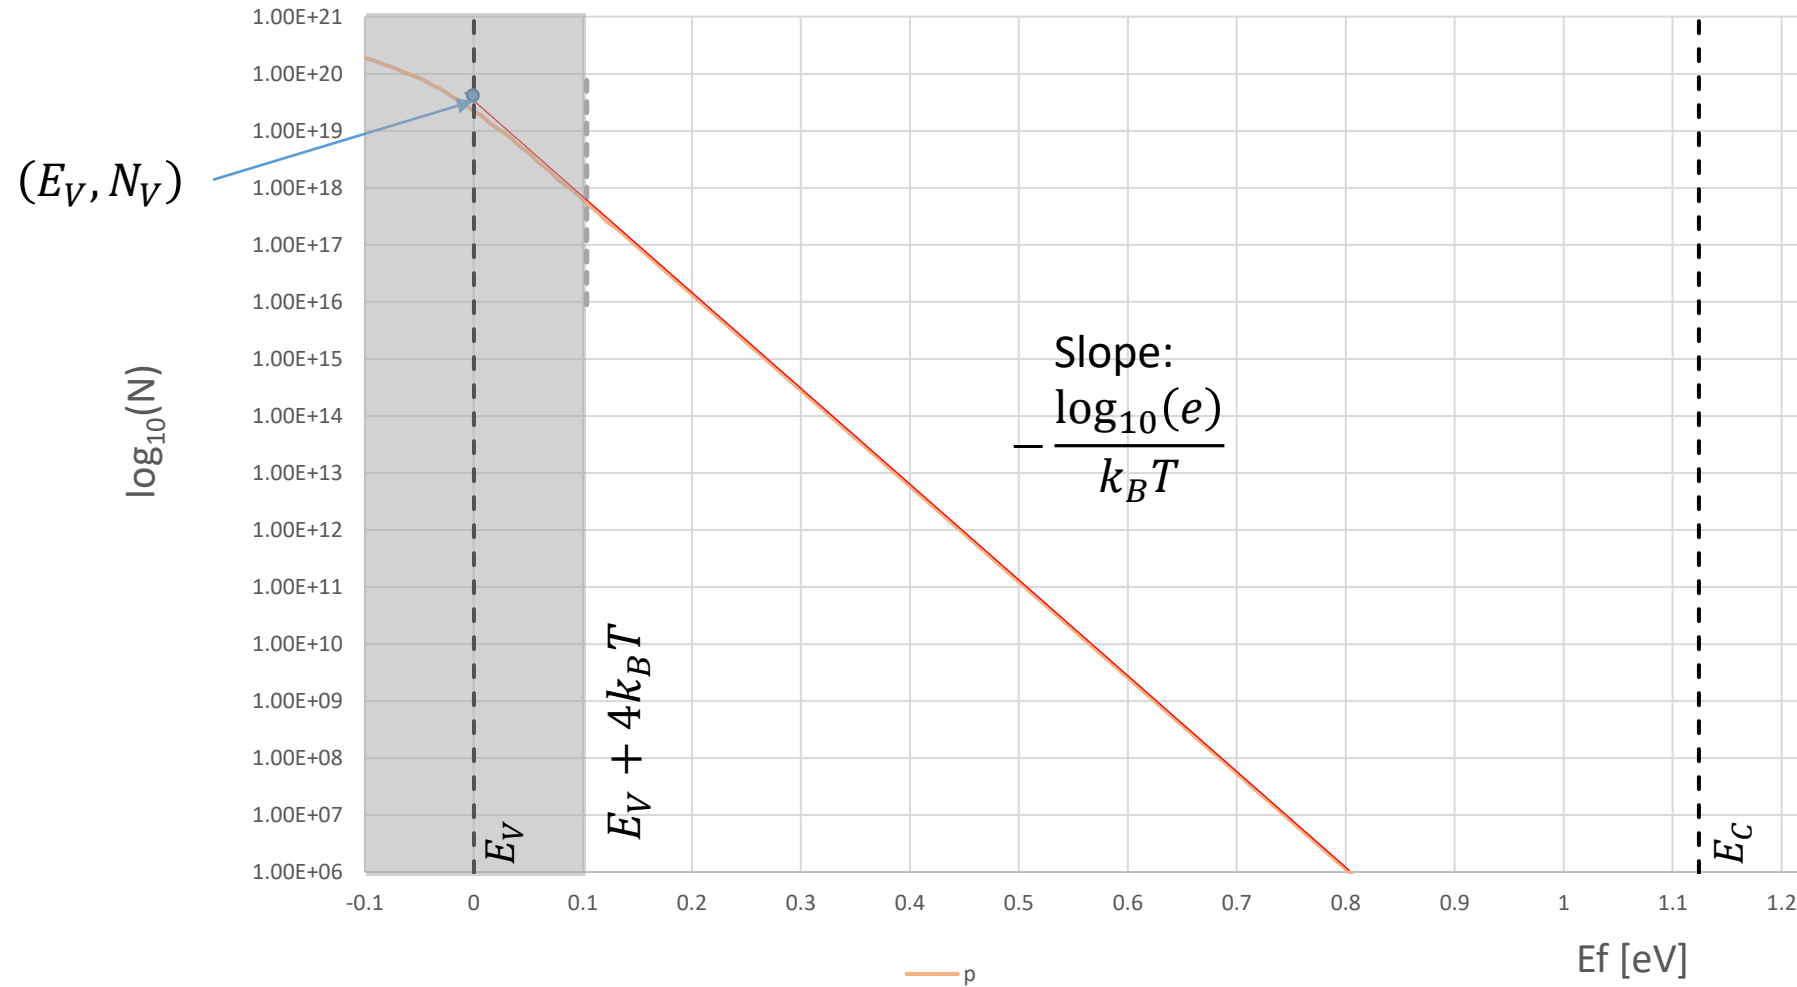 1.00E+21
1.00E+20
1.00E+19
1.00E+18
1.00E+17
1.00E+16
1.00E+15
1.00E+14
1.00E+13
1.00E+12
1.00E+11
1.00E+10
1.00E+09
1.00E+08
1.00E+07
1.00E+06
(E_V, N_V)
log₁₀(N)
Slope:
− log₁₀(e)
k_B T
E_V
E_V + 4k_B T
E_C
-0.1 0 0.1 0.2 0.3 0.4 0.5 0.6 0.7 0.8 0.9 1 1.1 1.2
Ef [eV]
p